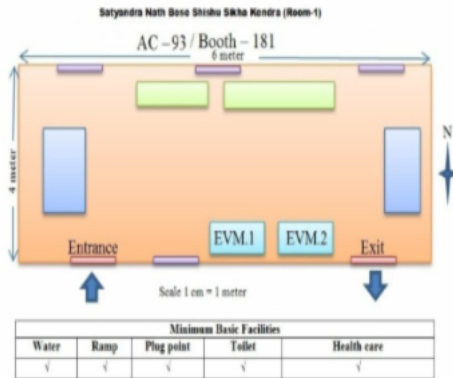 Satyandra Nath Bose Shishu Sikha Kendra (Room-1)
AC – 93 / Booth – 181
6 meter
4 meter
N
EVM.1 EVM.2
Entrance Exit
Scale 1 cm = 1 meter
Minimum Basic Facilities
Water Ramp Plug point Toilet Health care
√ √ √ √ √